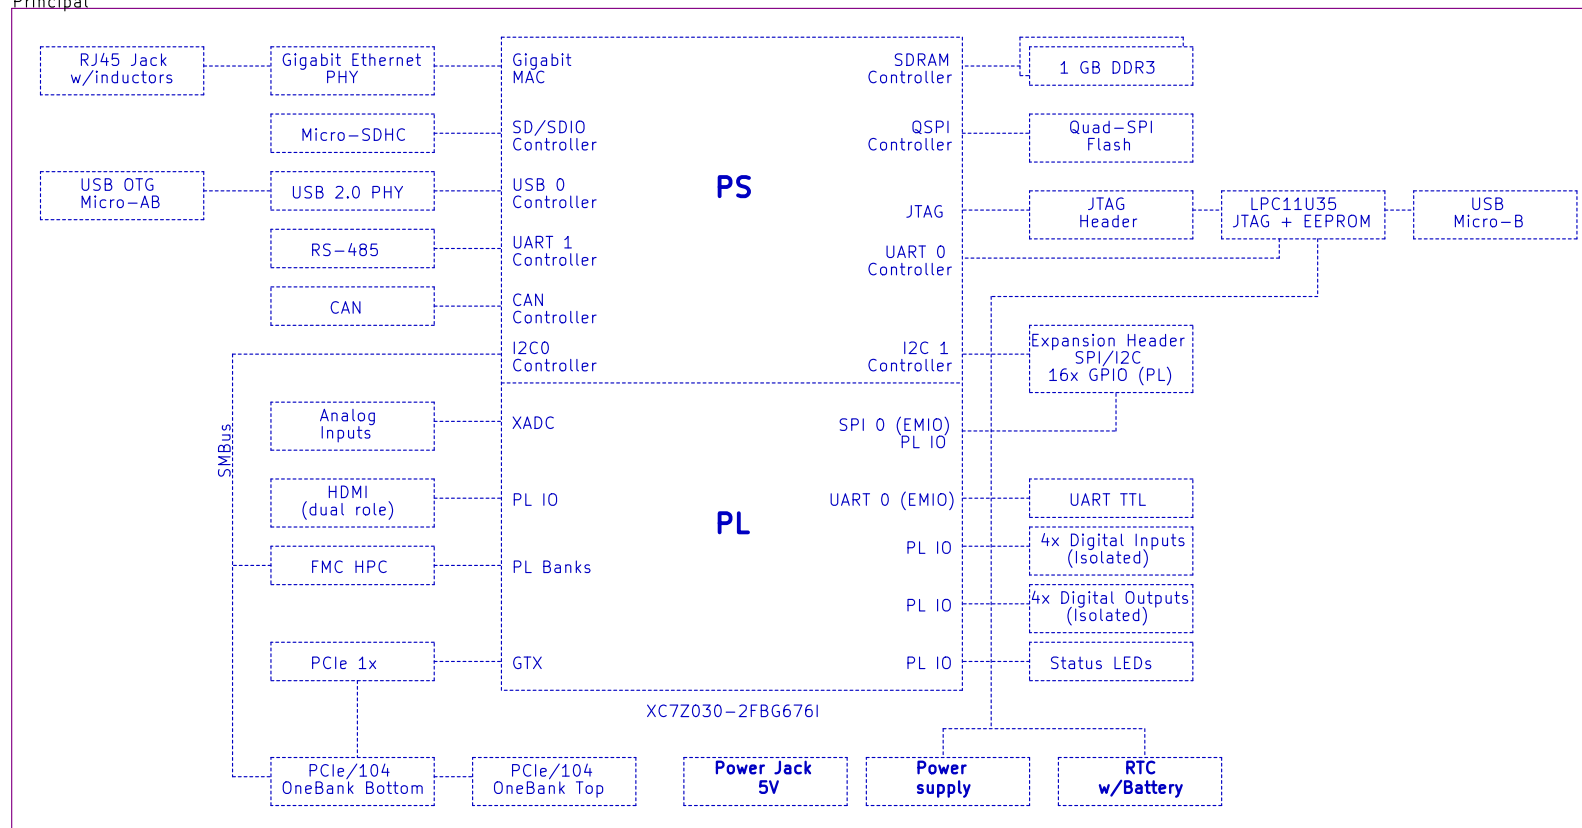 Principal
RJ45 Jack
w/inductors
Gigabit Ethernet
PHY
Gigabit
MAC
SDRAM
Controller
1 GB DDR3
Micro-SDHC
SD/SDIO
Controller
QSPI
Controller
Quad-SPI
Flash
USB OTG
Micro-AB
USB 2.0 PHY
USB 0
Controller
PS
JTAG
JTAG
Header
LPC11U35
JTAG + EEPROM
USB
Micro-B
RS-485
UART 1
Controller
UART 0
Controller
CAN
CAN
Controller
I2C0
Controller
I2C 1
Controller
Expansion Header
SPI/I2C
16x GPIO (PL)
SMBus
Analog
Inputs
XADC
SPI 0 (EMIO)
PL IO
HDMI
(dual role)
PL IO
PL
UART 0 (EMIO)
UART TTL
PL IO
4x Digital Inputs
(Isolated)
FMC HPC
PL Banks
PL IO
4x Digital Outputs
(Isolated)
PCIe 1x
GTX
PL IO
Status LEDs
XC7Z030-2FBG676I
PCIe/104
OneBank Bottom
PCIe/104
OneBank Top
Power Jack
5V
Power
supply
RTC
w/Battery